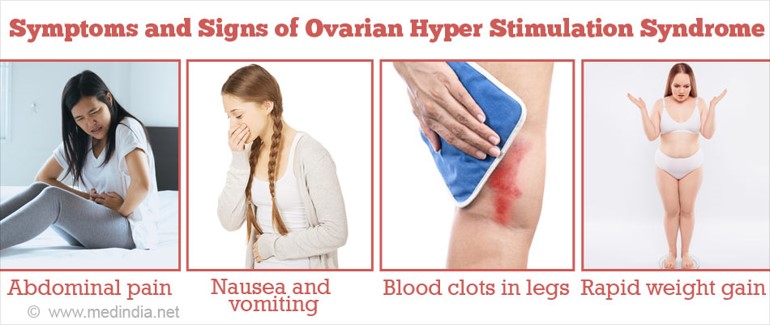 Symptoms and Signs of Ovarian Hyper Stimulation Syndrome
Abdominal pain
Nausea and
vomiting
Blood clots in legs
Rapid weight gain
© www.medindia.net